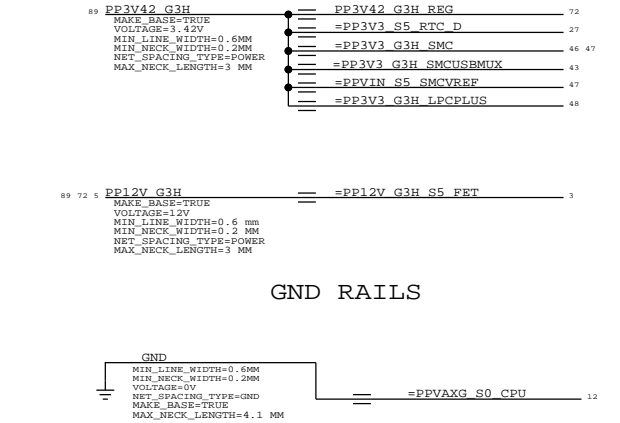 89 PP3V42_G3H PP3V42_G3H_REG 72
MAKE_BASE=TRUE
VOLTAGE=3.42V
MIN_LINE_WIDTH=0.6MM
MIN_NECK_WIDTH=0.2MM
NET_SPACING_TYPE=POWER
MAX_NECK_LENGTH=3 MM
=PP3V3_S5_RTC_D 27
=PP3V3_G3H_SMC 46 47
=PP3V3_G3H_SMCUSBMUX 43
=PPVIN_S5_SMCVREF 47
=PP3V3_G3H_LPCPLUS 48
89 72 5 PP12V_G3H =PP12V_G3H_S5_FET 3
MAKE_BASE=TRUE
VOLTAGE=12V
MIN_LINE_WIDTH=0.6 mm
MIN_NECK_WIDTH=0.2 MM
NET_SPACING_TYPE=POWER
MAX_NECK_LENGTH=3 MM
GND RAILS
GND
MIN_LINE_WIDTH=0.6MM
MIN_NECK_WIDTH=0.2MM
VOLTAGE=0V
NET_SPACING_TYPE=GND
MAKE_BASE=TRUE
MAX_NECK_LENGTH=4.1 MM
=PPVAXG_S0_CPU 12